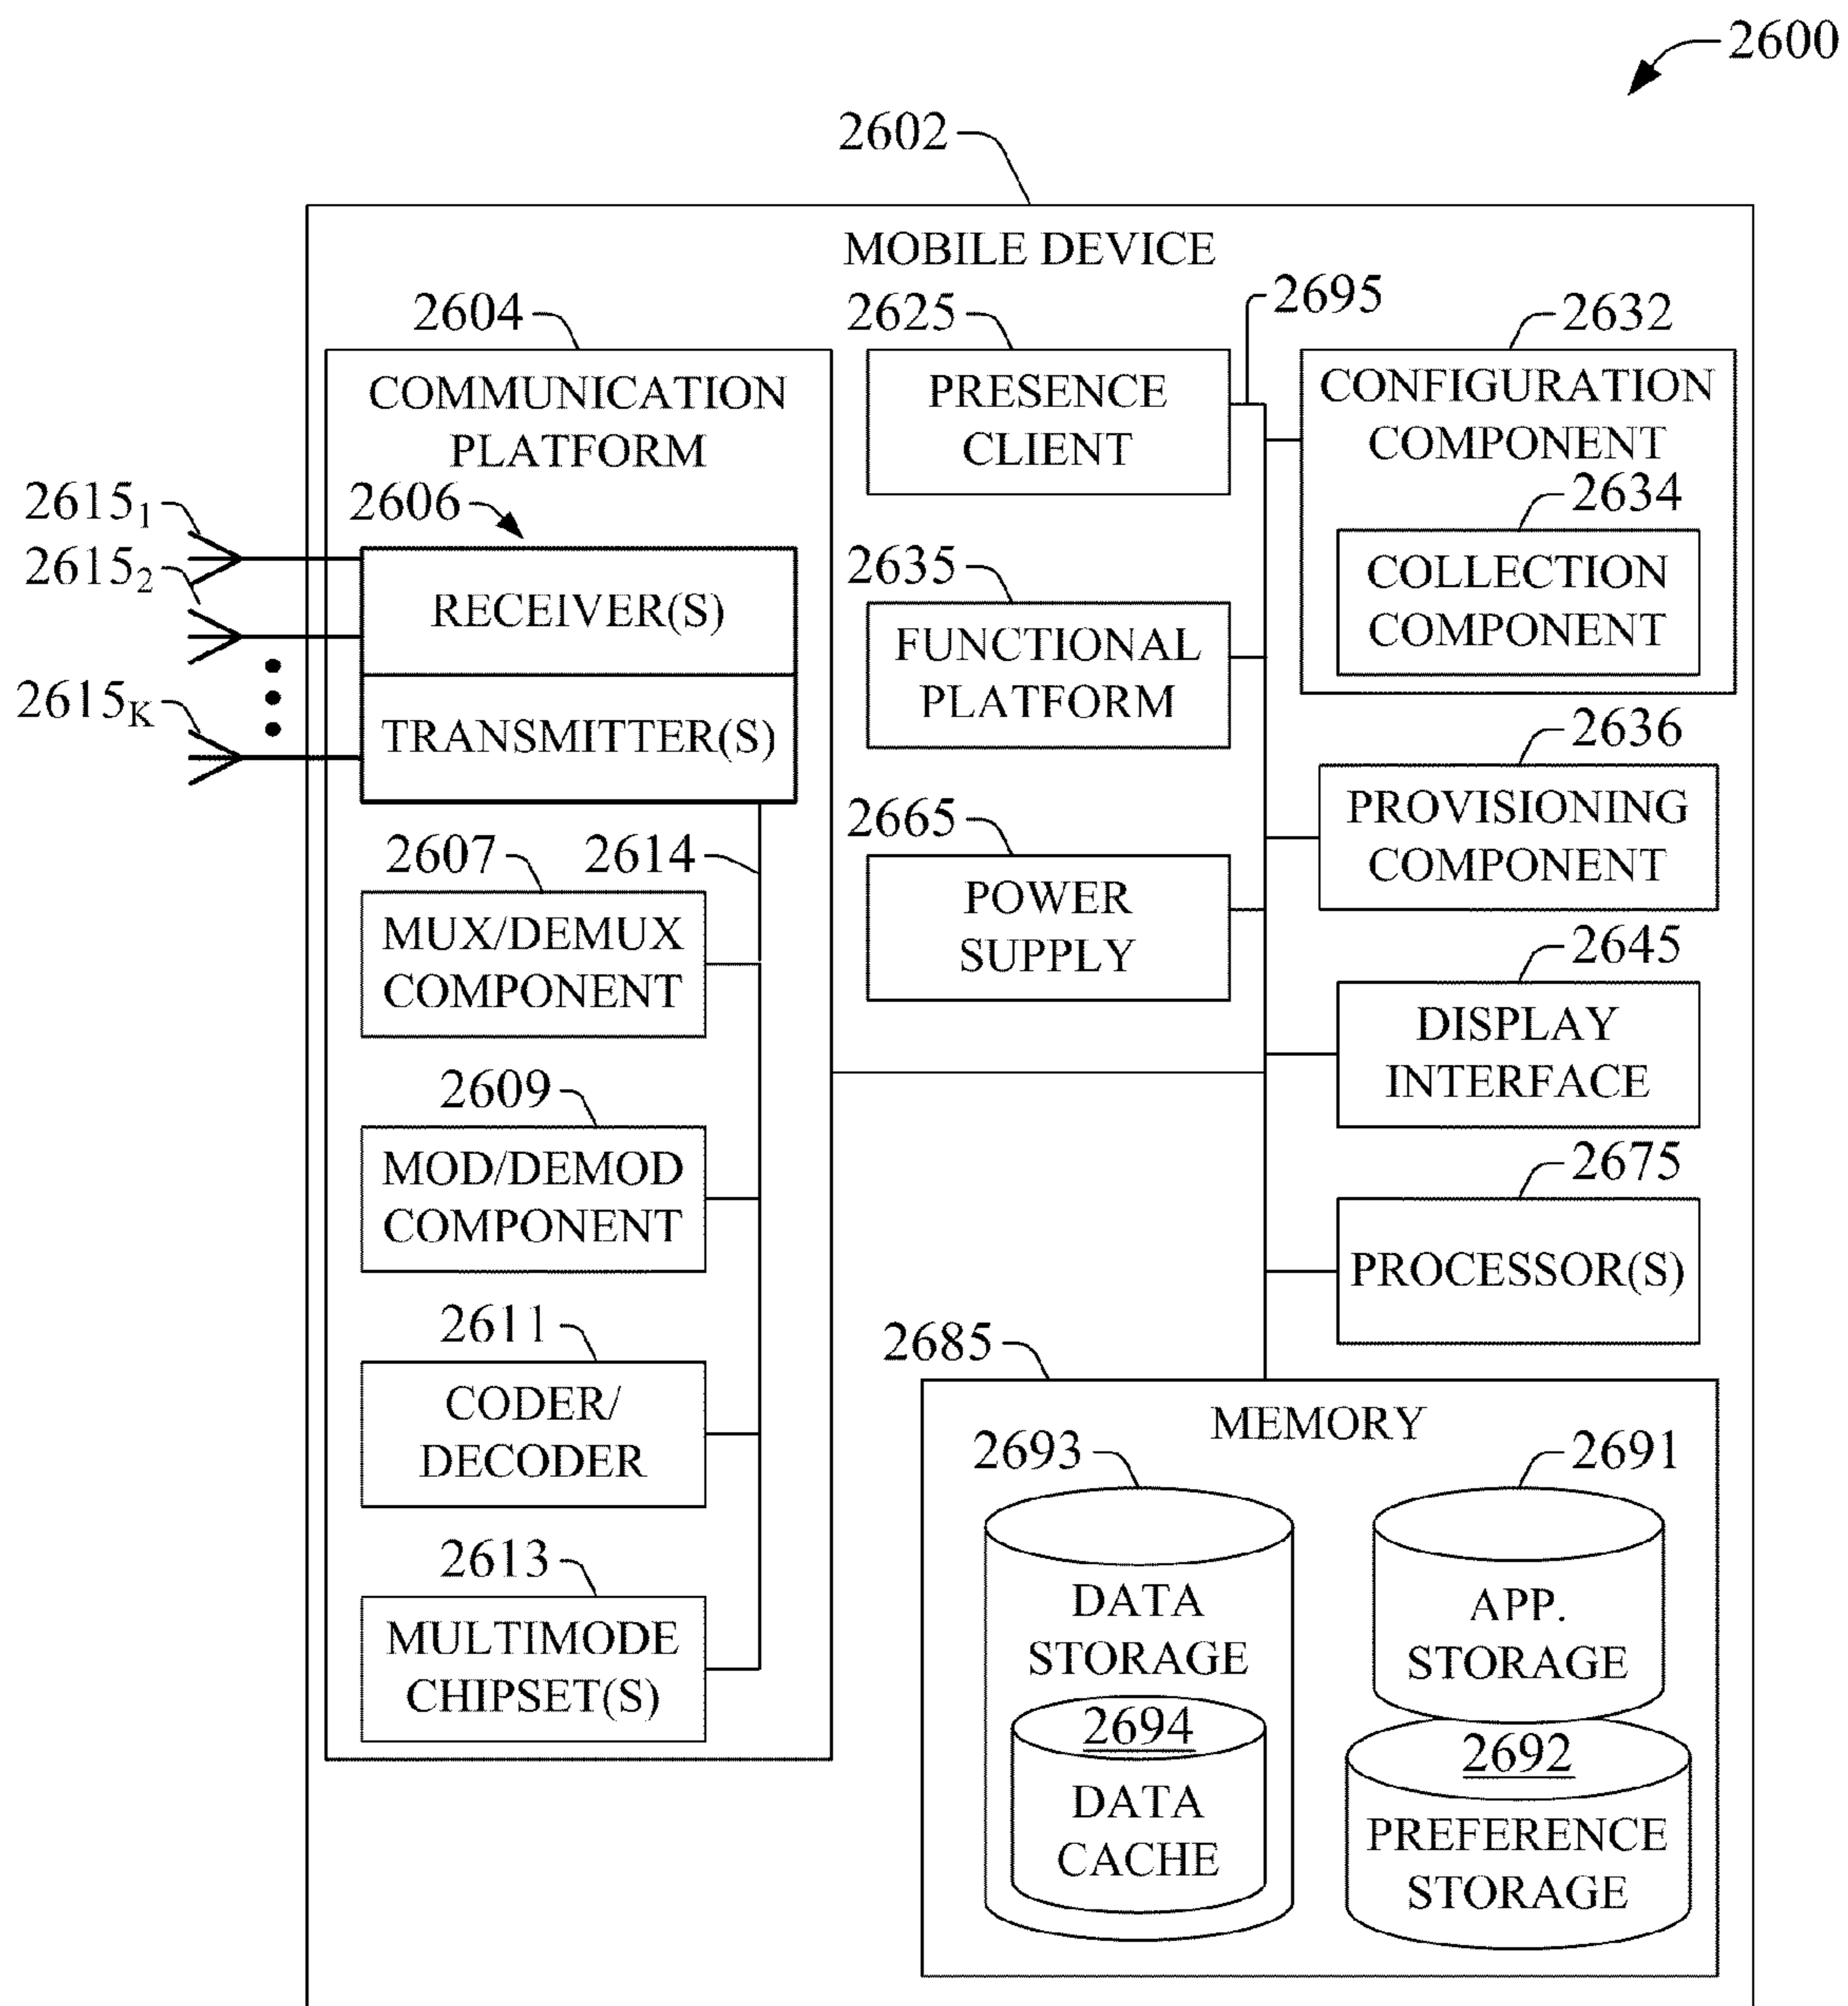 2600
2602
MOBILE DEVICE
2604
COMMUNICATION
PLATFORM
2606
2615₁
2615₂
2615K
RECEIVER(S)
TRANSMITTER(S)
2607
2614
MUX/DEMUX
COMPONENT
2609
MOD/DEMOD
COMPONENT
2611
CODER/
DECODER
2613
MULTIMODE
CHIPSET(S)
2625
2695
PRESENCE
CLIENT
2635
FUNCTIONAL
PLATFORM
2665
POWER
SUPPLY
2632
CONFIGURATION
COMPONENT
2634
COLLECTION
COMPONENT
2636
PROVISIONING
COMPONENT
2645
DISPLAY
INTERFACE
2675
PROCESSOR(S)
2685
MEMORY
2693
DATA
STORAGE
2694
DATA
CACHE
2691
APP.
STORAGE
2692
PREFERENCE
STORAGE